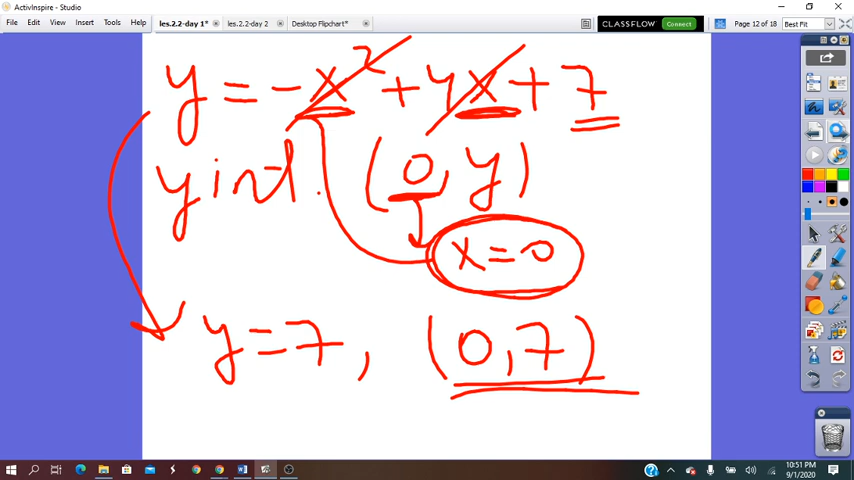 ActivInspire - Studio
File Edit View Insert Tools Help
les.2.2-day 1*
les.2.2-day 2
Desktop Flipchart*
CLASSFLOW Connect
Page 12 of 18
Best Fit
y = -x² + 4x + 7
y int. (0, y)
x = 0
y = 7, (0, 7)
10:51 PM
9/1/2020